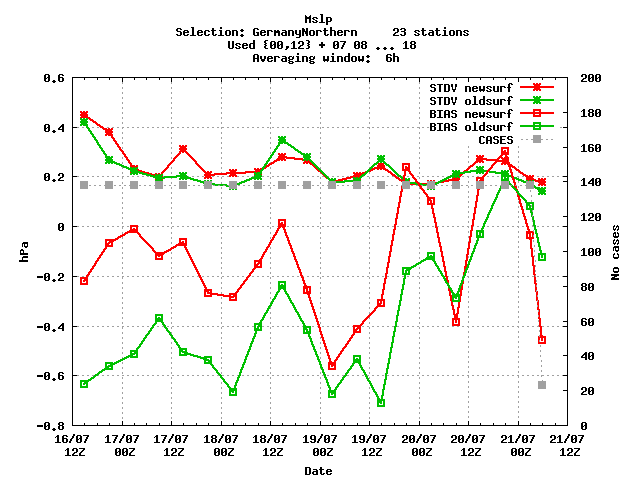 Mslp
Selection: GermanyNorthern 23 stations
Used {00,12} + 07 08 ... 18
Averaging window: 6h
STDV newsurf
STDV oldsurf
BIAS newsurf
BIAS oldsurf
CASES
0.6
0.4
0.2
0
-0.2
-0.4
-0.6
-0.8
hPa
200
180
160
140
120
100
80
60
40
20
0
No cases
16/07 17/07 17/07 18/07 18/07 19/07 19/07 20/07 20/07 21/07 21/07
12Z 00Z 12Z 00Z 12Z 00Z 12Z 00Z 12Z 00Z 12Z
Date